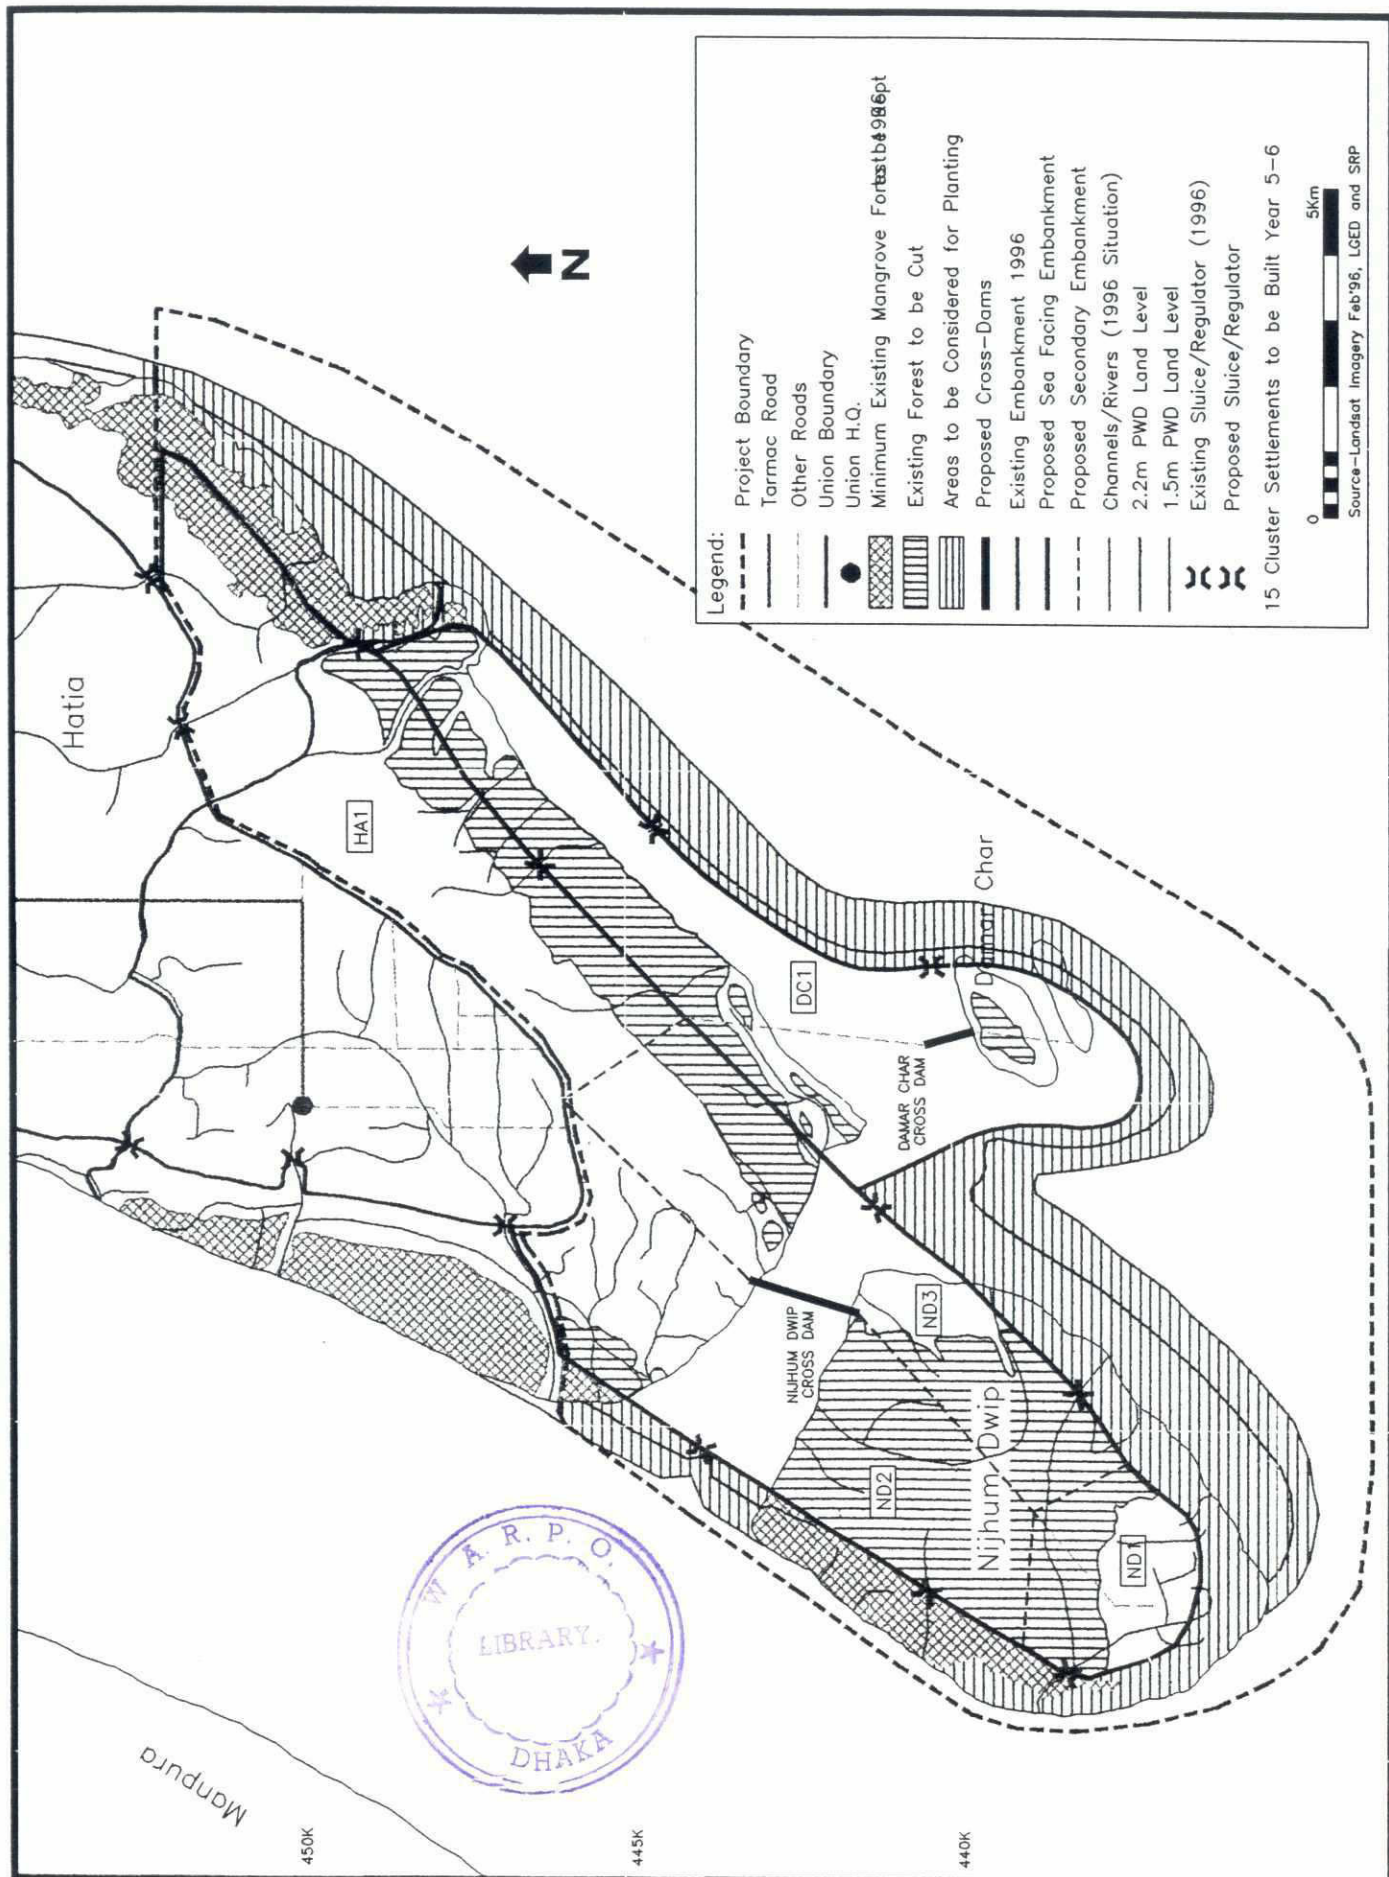 Hatia
HA1
DC1
Damar Char
DAMAR CHAR
CROSS DAM
NIJHUM DWIP
CROSS DAM
ND3
ND2
Nijhum Dwip
ND1
Manpura
450K
445K
440K
N
W. A. R. P. O.
LIBRARY.
DHAKA
Legend:
Project Boundary
Tarmac Road
Other Roads
Union Boundary
Union H.Q.
Minimum Existing Mangrove Forest
Existing Forest to be Cut
Areas to be Considered for Planting
Proposed Cross-Dams
Existing Embankment 1996
Proposed Sea Facing Embankment
Proposed Secondary Embankment
Channels/Rivers (1996 Situation)
2.2m PWD Land Level
1.5m PWD Land Level
Existing Sluice/Regulator (1996)
Proposed Sluice/Regulator
15 Cluster Settlements to be Built Year 5-6
0 5Km
Source-Landsat Imagery Feb'96, LGED and SRP